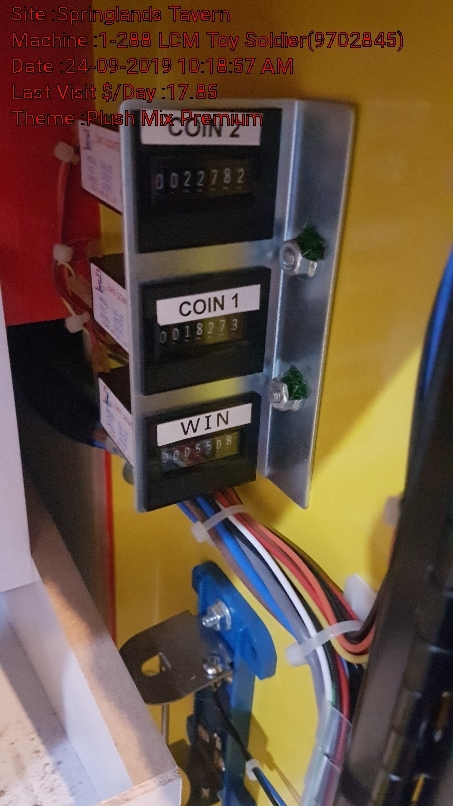 Site :Springlands Tavern
Machine :1-288 LCM Toy Soldier(9702845)
Date :24-09-2019 10:18:57 AM
Last Visit $/Day :17.85
Theme :Plush Mix Premium
COIN 2
0022782
COIN 1
0018273
WIN
0005508